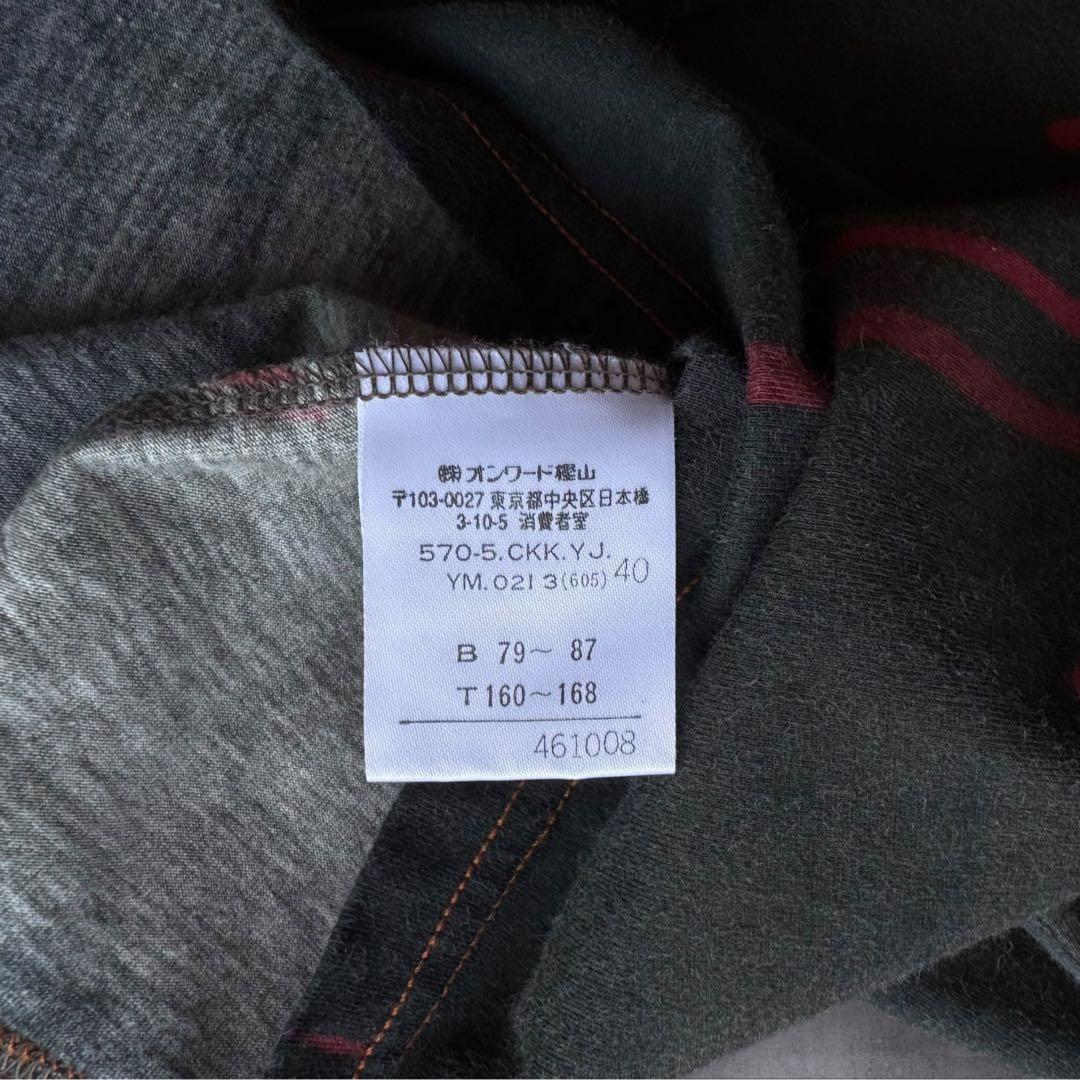 ㈱オンワード樫山
〒103-0027 東京都中央区日本橋
3-10-5 消費者室
570-5.CKK.YJ.
YM.0213(605) 40
B 79～ 87
T 160～168
461008